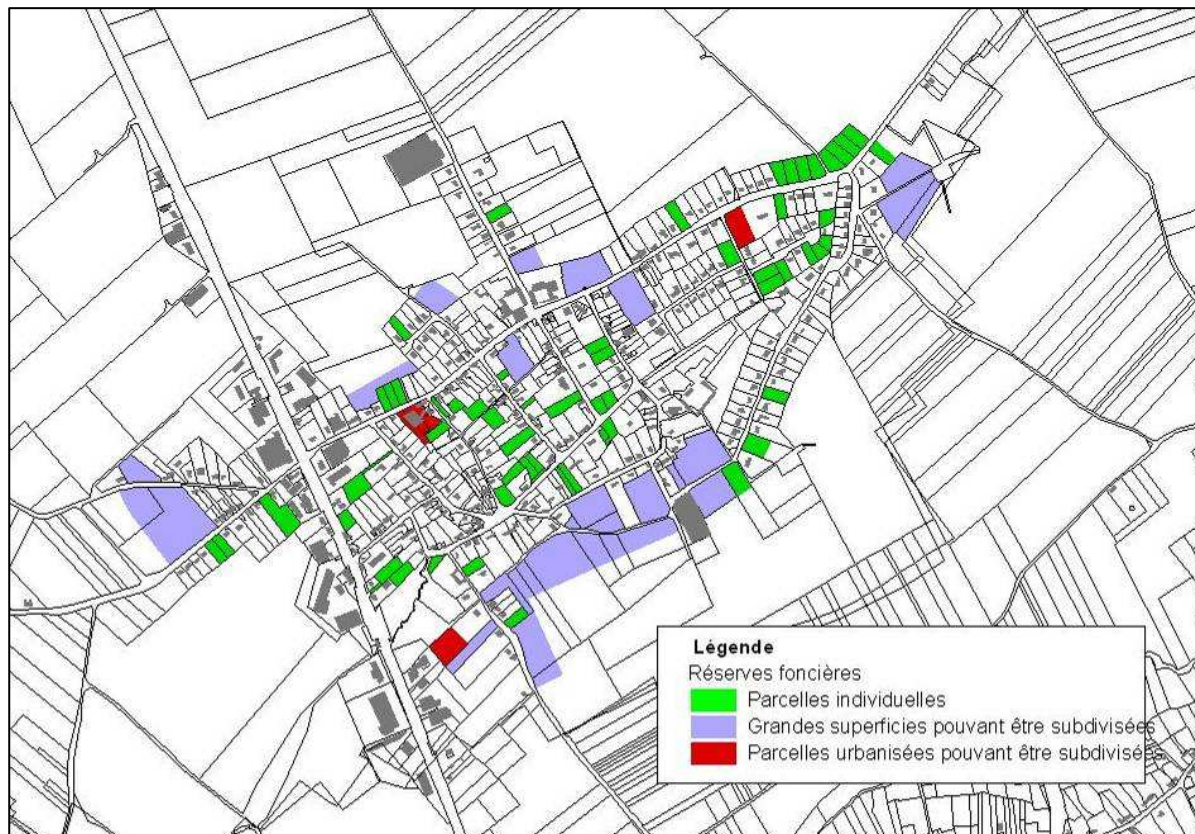 Légende
Réserves foncières
Parcelles individuelles
Grandes superficies pouvant être subdivisées
Parcelles urbanisées pouvant être subdivisées